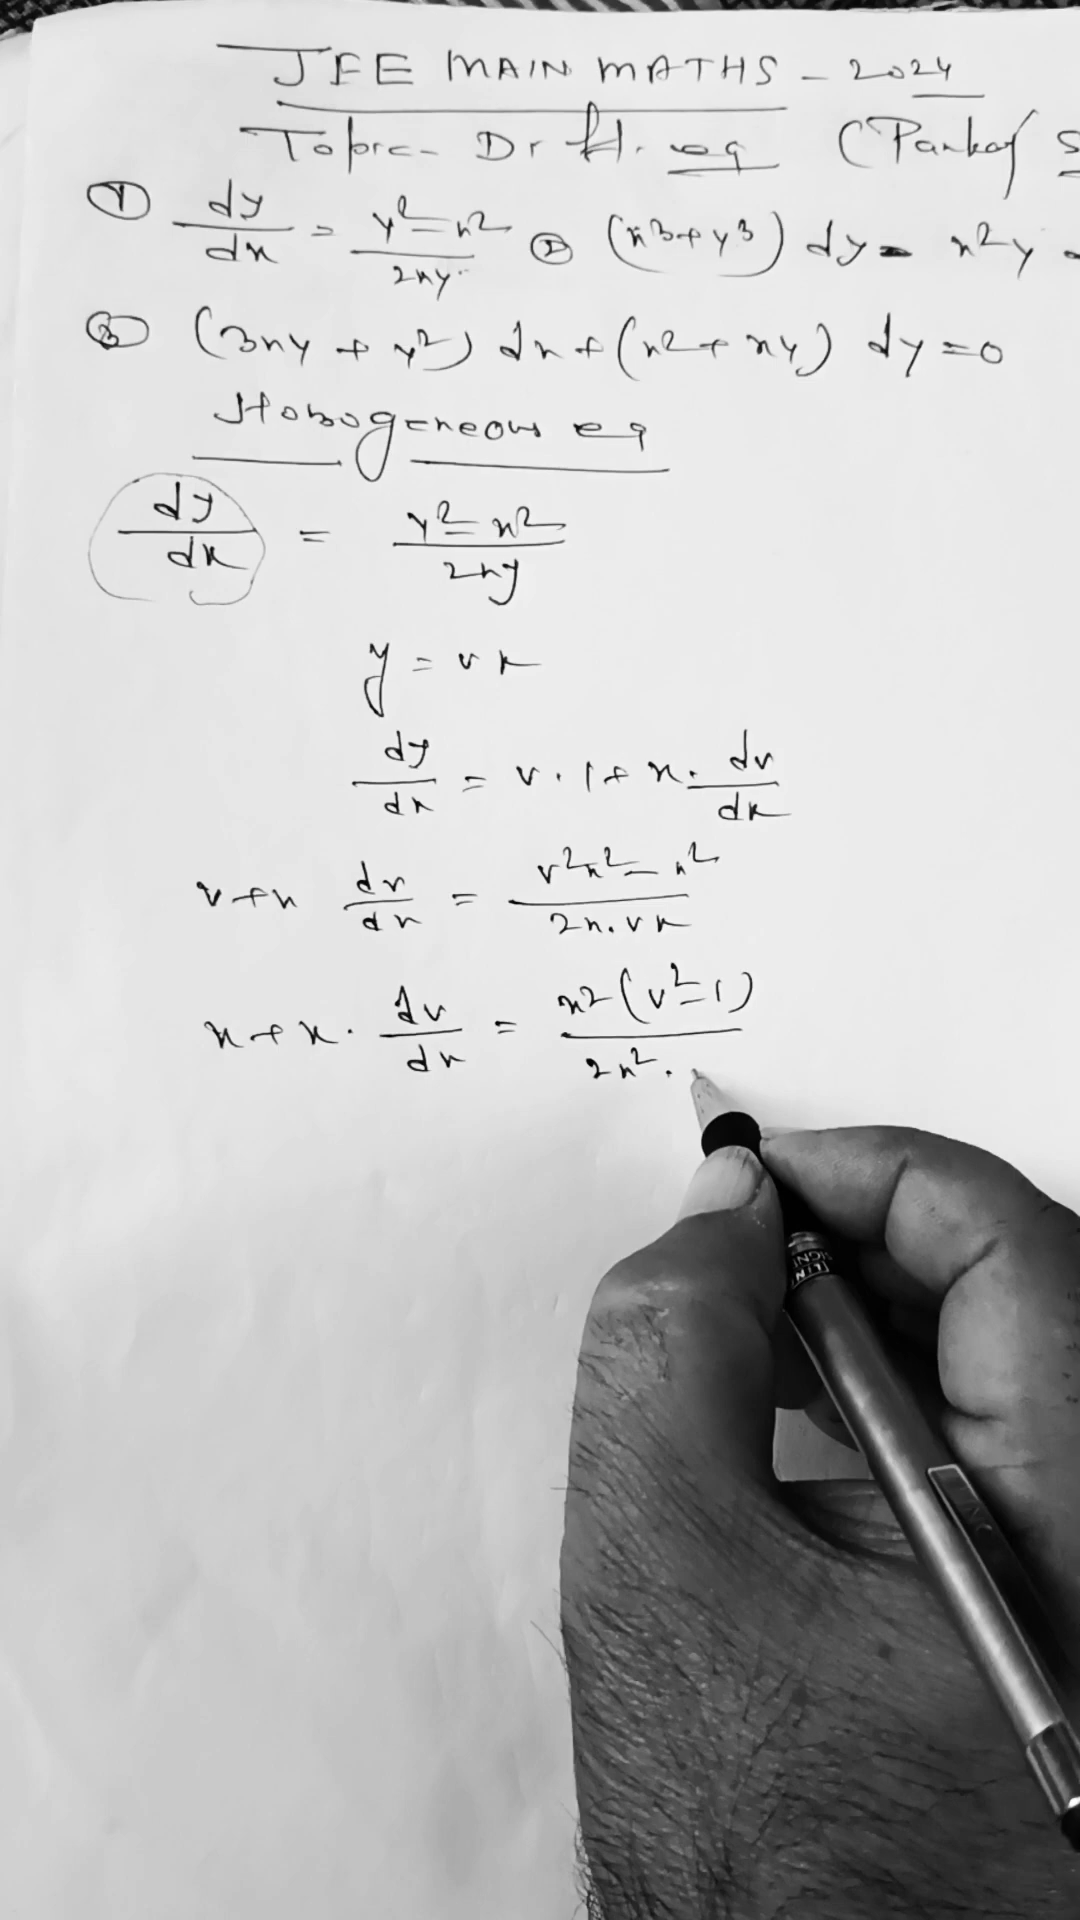 JEE MAIN MATHS - 2024
Topic - Diff. eq (Pankaj S
① dy/dx = y²-x²/2xy ② (x³+y³) dy = x²y
③ (3xy + y²) dx + (x² + xy) dy = 0
Homogeneous eq
dy/dx = y²-x²/2xy
y = vx
dy/dx = v.1 + x. dv/dx
v + x dv/dx = v²x² - x²/2x.vx
x + x. dv/dx = x²(v²-1)/2x².